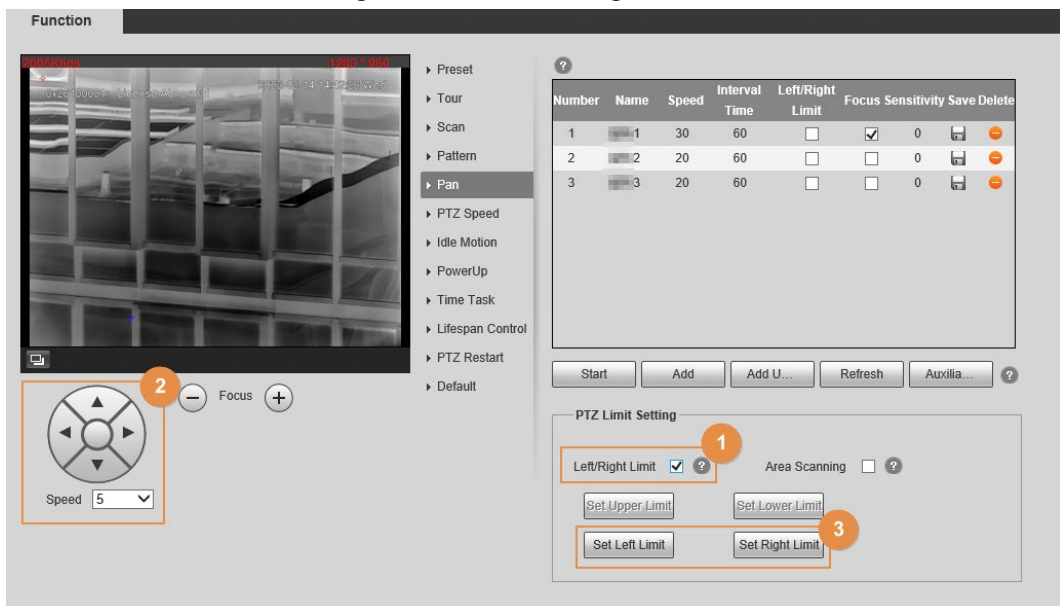 Function
2005Khps 1280 * 960
Preset
Tour
Scan
Pattern
Pan
PTZ Speed
Idle Motion
PowerUp
Time Task
Lifespan Control
PTZ Restart
Default
2
Focus
Speed 5
Number Name Speed Interval Time Left/Right Limit Focus Sensitivity Save Delete
1 1 30 60 0
2 2 20 60 0
3 3 20 60 0
Start Add Add U... Refresh Auxilia...
PTZ Limit Setting
1
Left/Right Limit Area Scanning
Set Upper Limit Set Lower Limit
3
Set Left Limit Set Right Limit